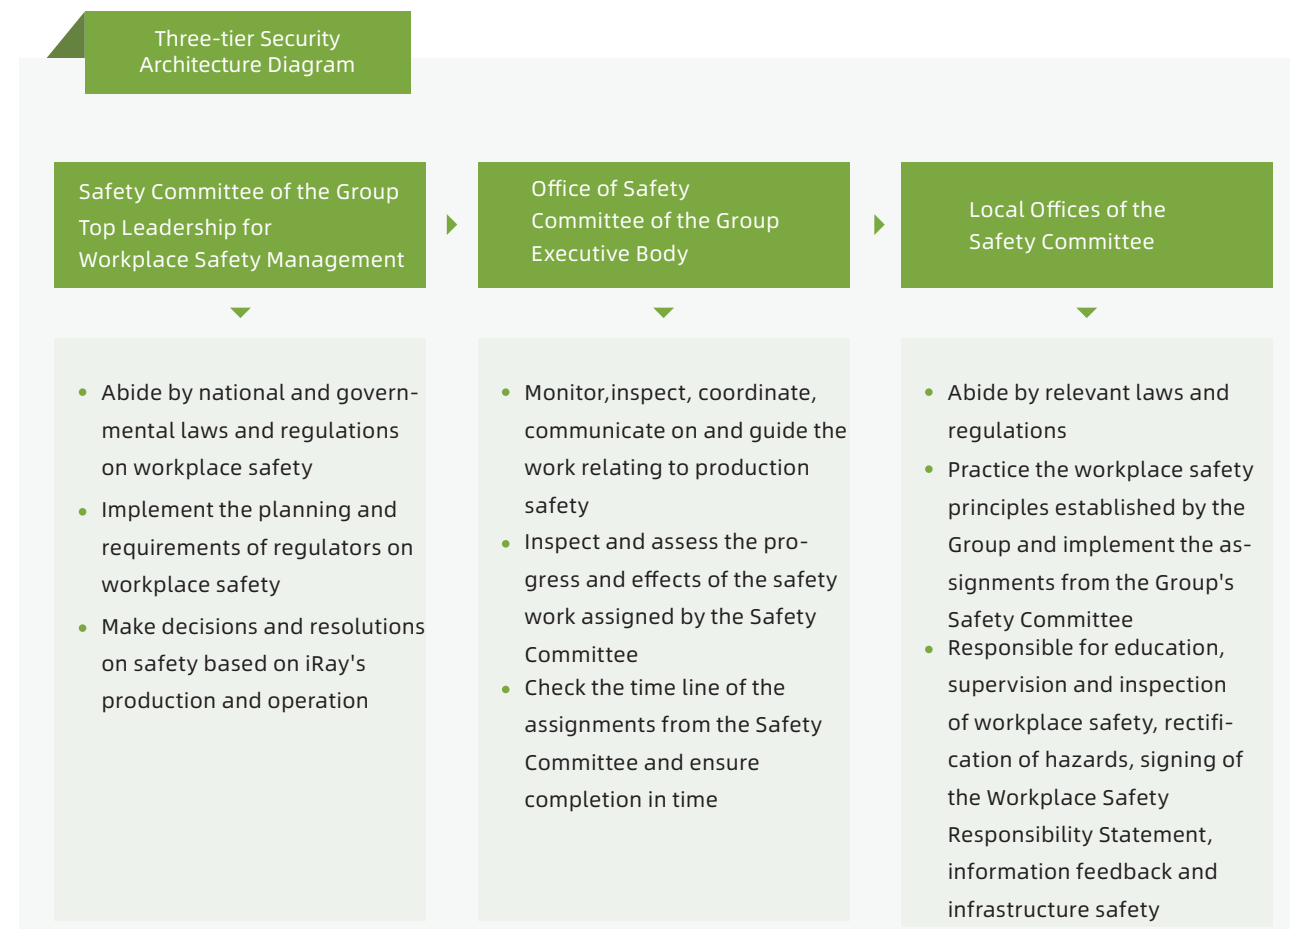 Three-tier Security
Architecture Diagram
Safety Committee of the Group
Top Leadership for
Workplace Safety Management
Office of Safety
Committee of the Group
Executive Body
Local Offices of the
Safety Committee
• Abide by national and govern-
mental laws and regulations
on workplace safety
• Implement the planning and
requirements of regulators on
workplace safety
• Make decisions and resolutions
on safety based on iRay's
production and operation
• Monitor,inspect, coordinate,
communicate on and guide the
work relating to production
safety
• Inspect and assess the pro-
gress and effects of the safety
work assigned by the Safety
Committee
• Check the time line of the
assignments from the Safety
Committee and ensure
completion in time
• Abide by relevant laws and
regulations
• Practice the workplace safety
principles established by the
Group and implement the as-
signments from the Group's
Safety Committee
• Responsible for education,
supervision and inspection
of workplace safety, rectifi-
cation of hazards, signing of
the Workplace Safety
Responsibility Statement,
information feedback and
infrastructure safety